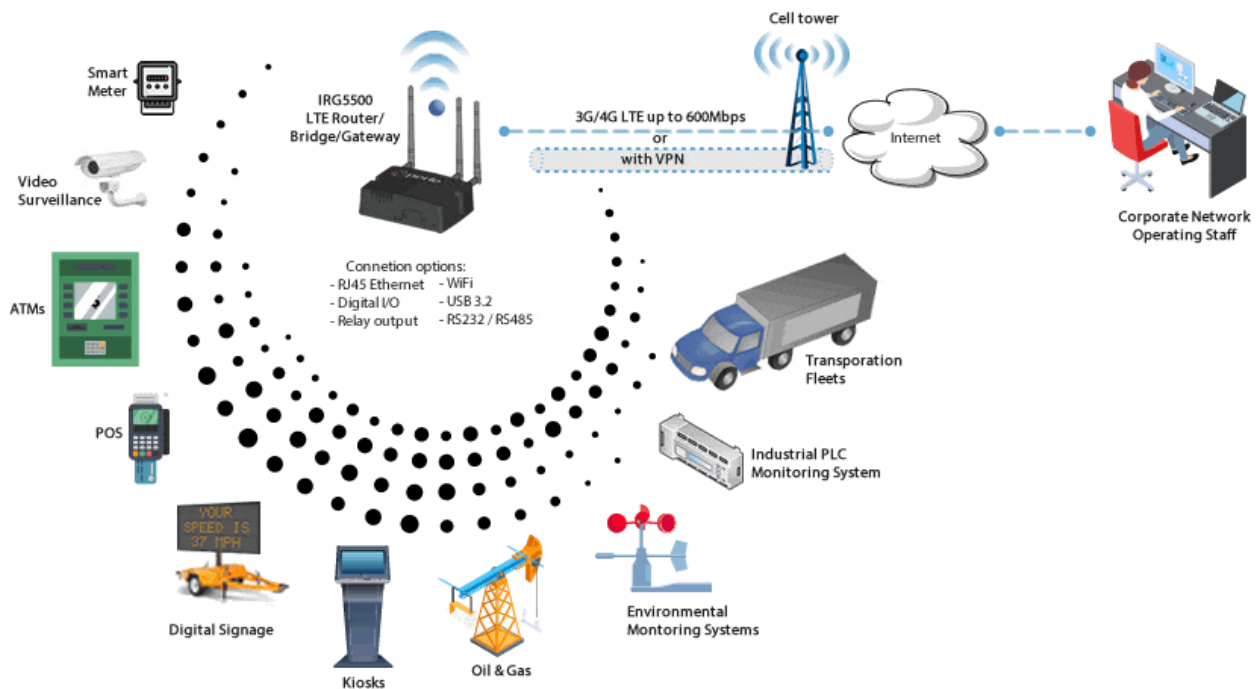 Cell tower
Smart
Meter
IRG5500
LTE Router/
Bridge/Gateway
3G/4G LTE up to 600Mbps
or
with VPN
Internet
Video
Surveillance
perle
Corporate Network
Operating Staff
Connetion options:
- RJ45 Ethernet - WiFi
- Digital I/O - USB 3.2
- Relay output - RS232 / RS485
ATMs
Transporation
Fleets
POS
Industrial PLC
Monitoring System
YOUR
SPEED IS
37 MPH
Digital Signage
Environmental
Montoring Systems
Oil & Gas
Kiosks